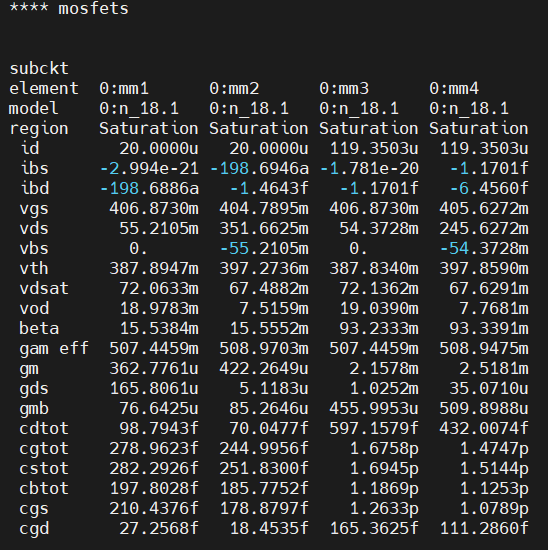 **** mosfets
subckt
element 0:mm1 0:mm2 0:mm3 0:mm4
model 0:n_18.1 0:n_18.1 0:n_18.1 0:n_18.1
region Saturation Saturation Saturation Saturation
id 20.0000u 20.0000u 119.3503u 119.3503u
ibs -2.994e-21 -198.6946a -1.781e-20 -1.1701f
ibd -198.6886a -1.4643f -1.1701f -6.4560f
vgs 406.8730m 404.7895m 406.8730m 405.6272m
vds 55.2105m 351.6625m 54.3728m 245.6272m
vbs 0. -55.2105m 0. -54.3728m
vth 387.8947m 397.2736m 387.8340m 397.8590m
vdsat 72.0633m 67.4882m 72.1362m 67.6291m
vod 18.9783m 7.5159m 19.0390m 7.7681m
beta 15.5384m 15.5552m 93.2333m 93.3391m
gam eff 507.4459m 508.9703m 507.4459m 508.9475m
gm 362.7761u 422.2649u 2.1578m 2.5181m
gds 165.8061u 5.1183u 1.0252m 35.0710u
gmb 76.6425u 85.2646u 455.9953u 509.8988u
cdtot 98.7943f 70.0477f 597.1579f 432.0074f
cgtot 278.9623f 244.9956f 1.6758p 1.4747p
cstot 282.2926f 251.8300f 1.6945p 1.5144p
cbtot 197.8028f 185.7752f 1.1869p 1.1253p
cgs 210.4376f 178.8797f 1.2633p 1.0789p
cgd 27.2568f 18.4535f 165.3625f 111.2860f